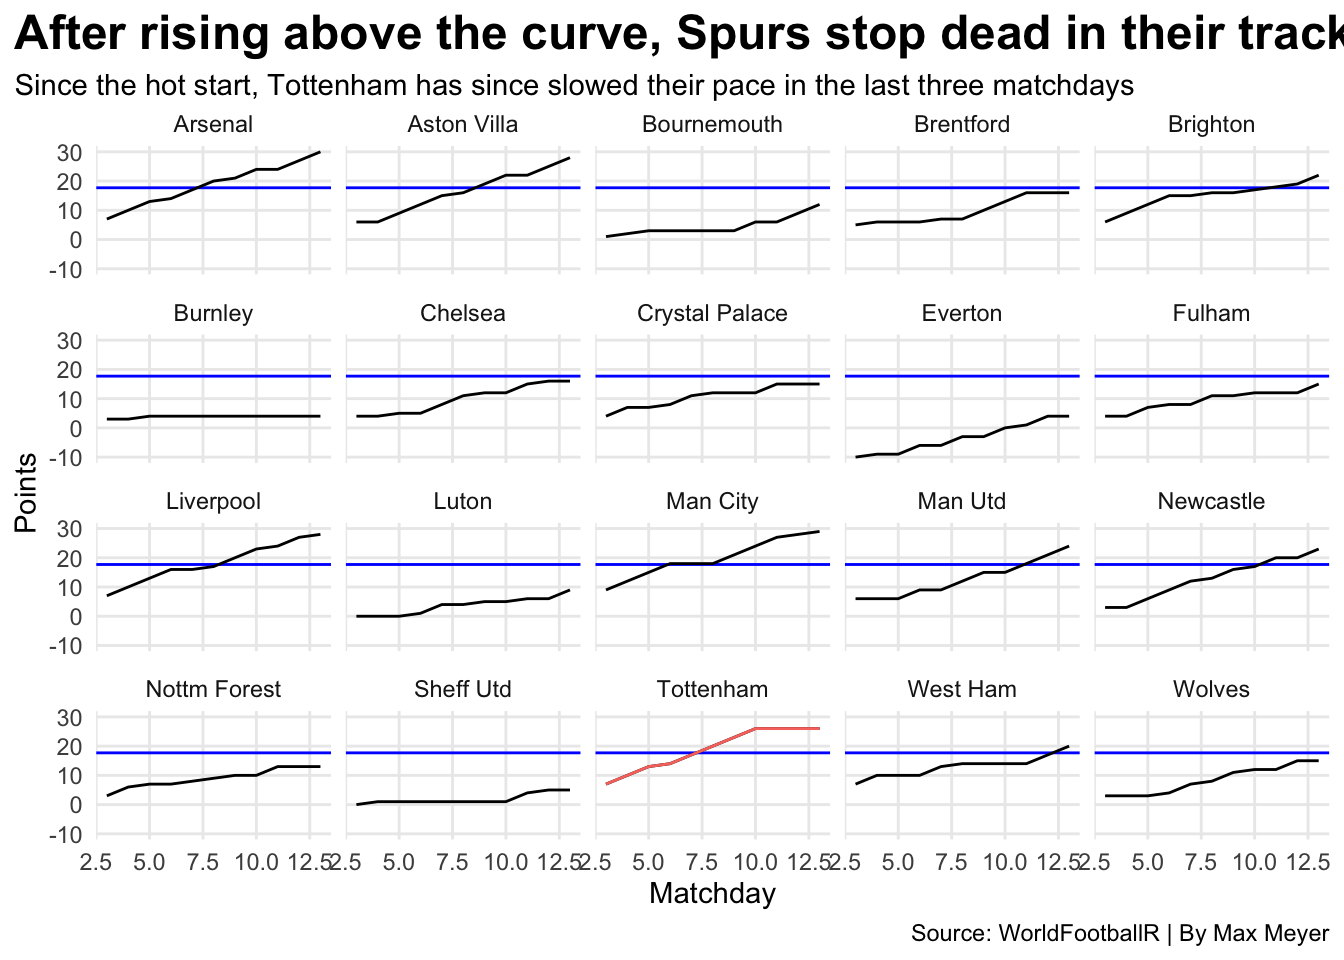 After rising above the curve, Spurs stop dead in their track
Since the hot start, Tottenham has since slowed their pace in the last three matchdays
Arsenal Aston Villa Bournemouth Brentford Brighton
30
20
10
0
-10
Burnley Chelsea Crystal Palace Everton Fulham
30
20
10
0
-10
Points
Liverpool Luton Man City Man Utd Newcastle
30
20
10
0
-10
Nottm Forest Sheff Utd Tottenham West Ham Wolves
30
20
10
0
-10
2.5 5.0 7.5 10.0 12.5 2.5 5.0 7.5 10.0 12.5 2.5 5.0 7.5 10.0 12.5 2.5 5.0 7.5 10.0 12.5 2.5 5.0 7.5 10.0 12.5
Matchday
Source: WorldFootballR | By Max Meyer